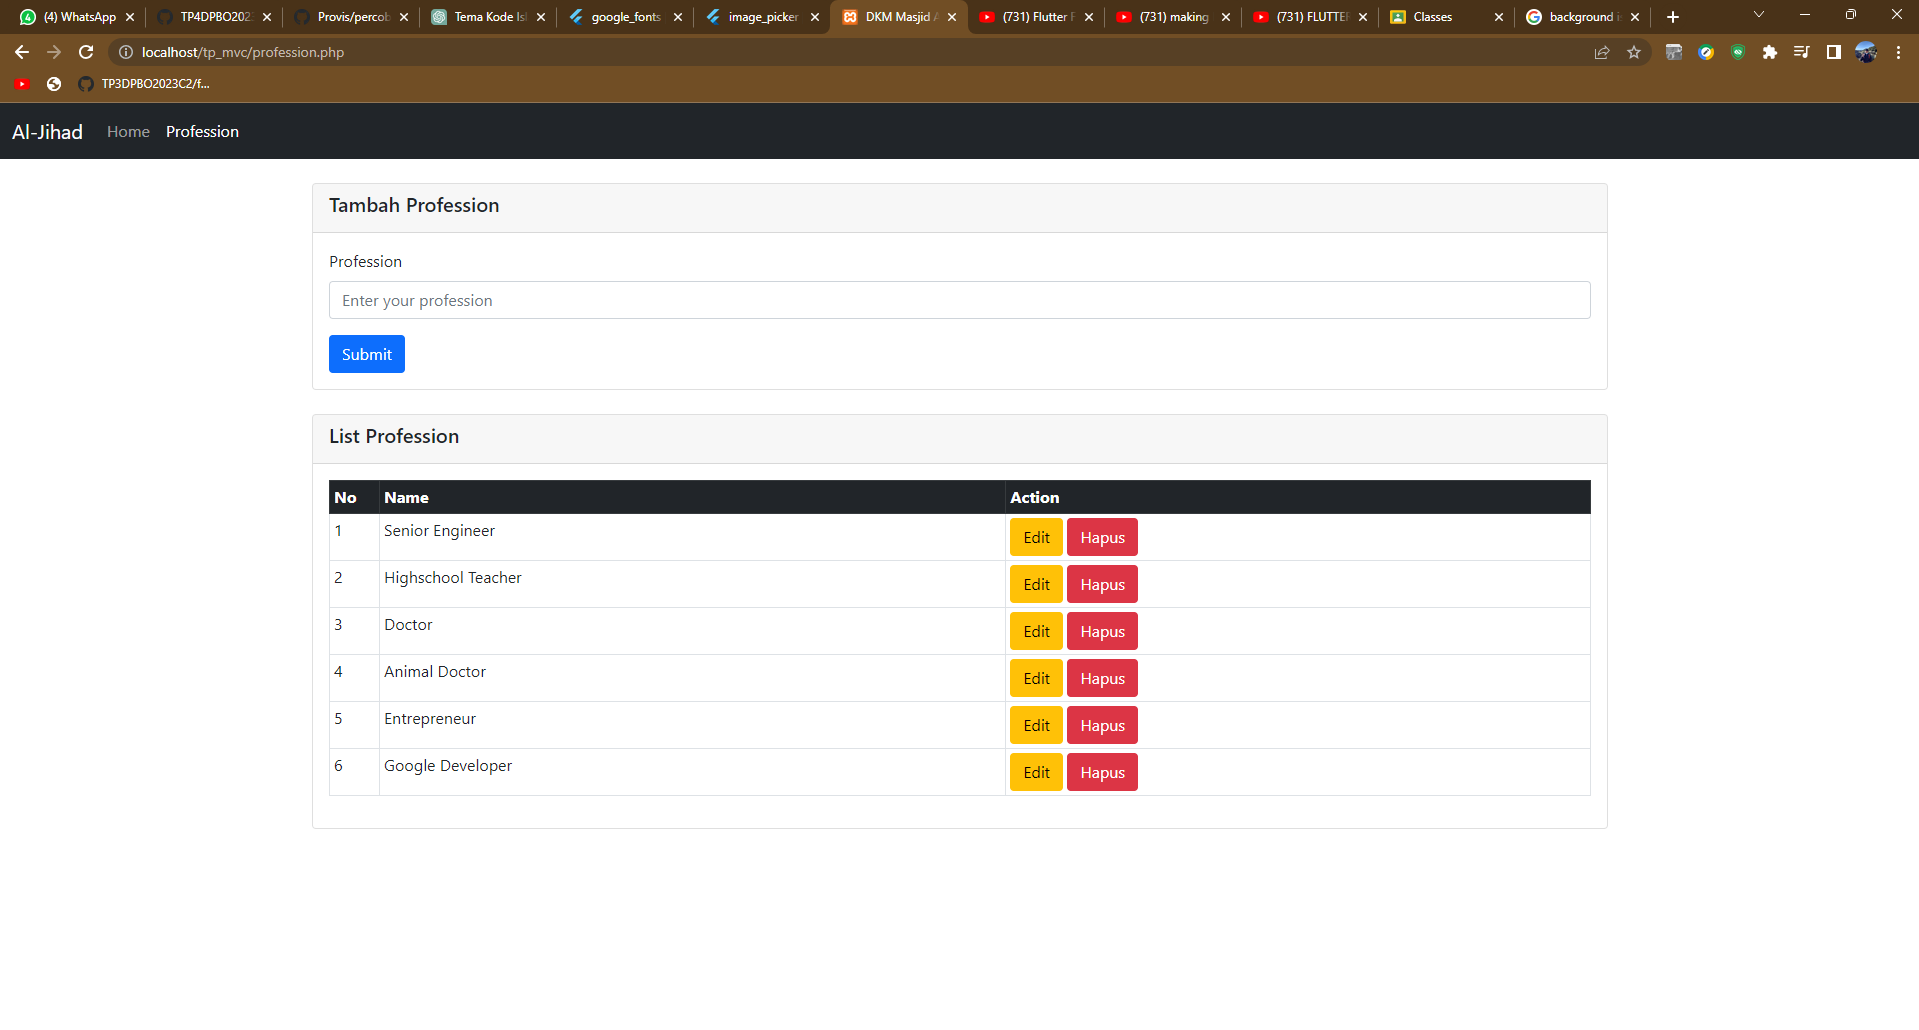 (4) WhatsApp
TP4DPBO202
Provis/percob
Tema Kode Isl
google_fonts
image_picker
DKM Masjid A
(731) Flutter F
(731) making
(731) FLUTTER
Classes
background i
localhost/tp_mvc/profession.php
TP3DPBO2023C2/f...
Al-Jihad Home Profession
Tambah Profession
Profession
Enter your profession
Submit
List Profession
No Name Action
1 Senior Engineer Edit Hapus
2 Highschool Teacher Edit Hapus
3 Doctor Edit Hapus
4 Animal Doctor Edit Hapus
5 Entrepreneur Edit Hapus
6 Google Developer Edit Hapus